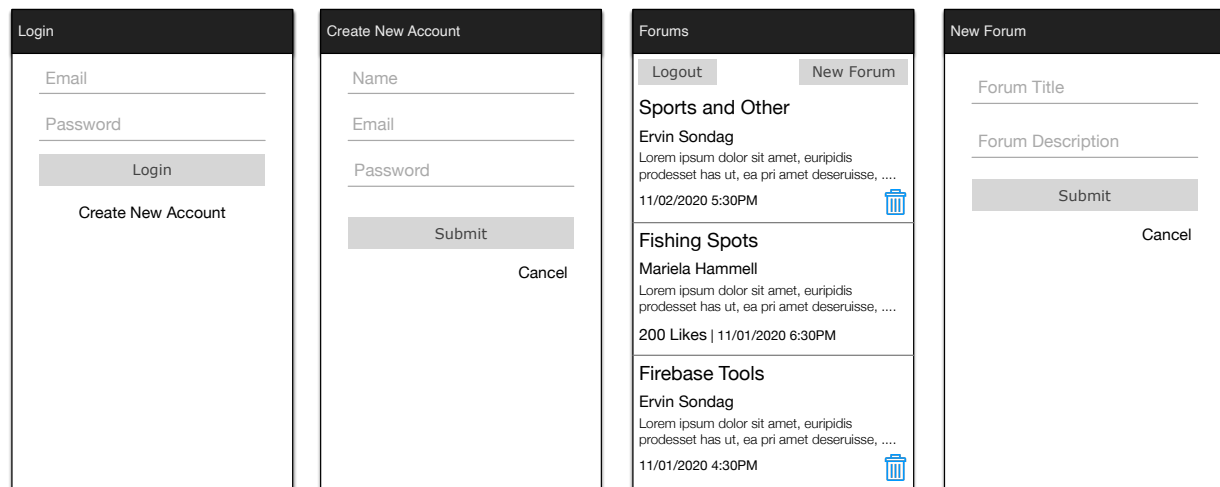 Login
Email
Password
Login
Create New Account
Create New Account
Name
Email
Password
Submit
Cancel
Forums
Logout
New Forum
Sports and Other
Ervin Sondag
Lorem ipsum dolor sit amet, euripidis
prodesset has ut, ea pri amet deseruisse, ....
11/02/2020 5:30PM
Fishing Spots
Mariela Hammell
Lorem ipsum dolor sit amet, euripidis
prodesset has ut, ea pri amet deseruisse, ....
200 Likes | 11/01/2020 6:30PM
Firebase Tools
Ervin Sondag
Lorem ipsum dolor sit amet, euripidis
prodesset has ut, ea pri amet deseruisse, ....
11/01/2020 4:30PM
New Forum
Forum Title
Forum Description
Submit
Cancel